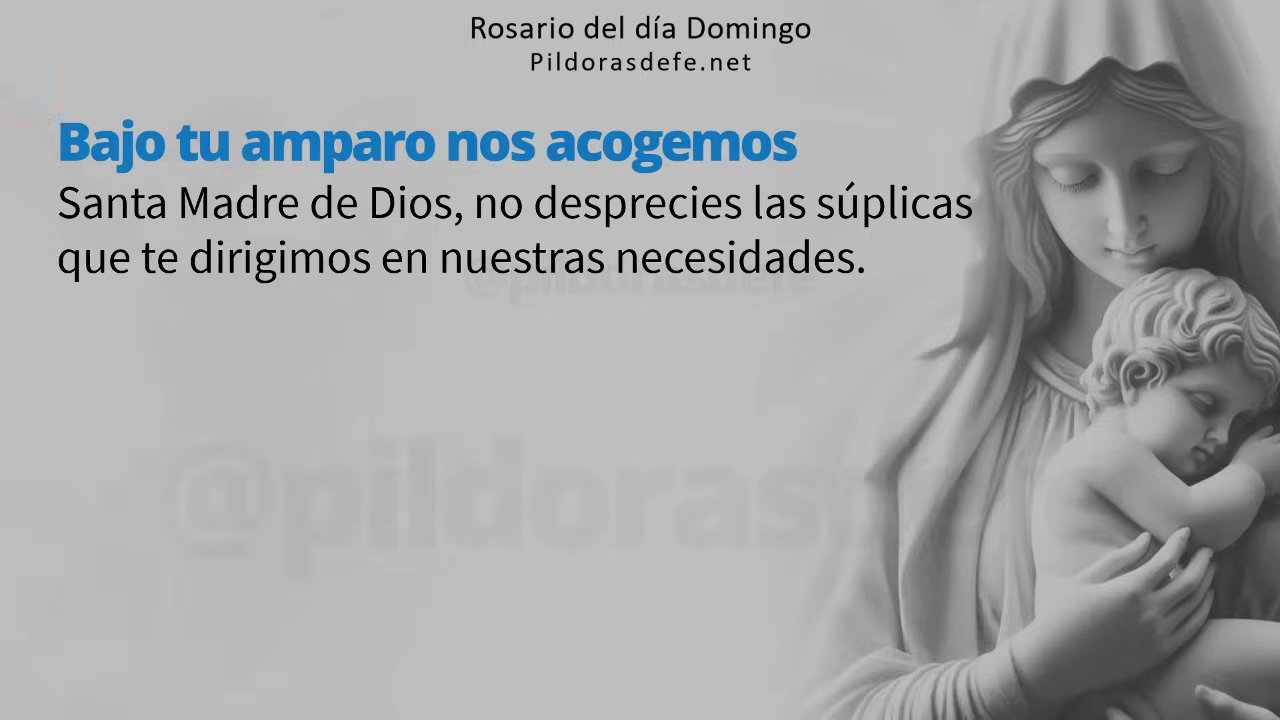 Rosario del día Domingo
Pildorasdefe.net
Bajo tu amparo nos acogemos
Santa Madre de Dios, no desprecies las súplicas
que te dirigimos en nuestras necesidades.
@pildorasdefe